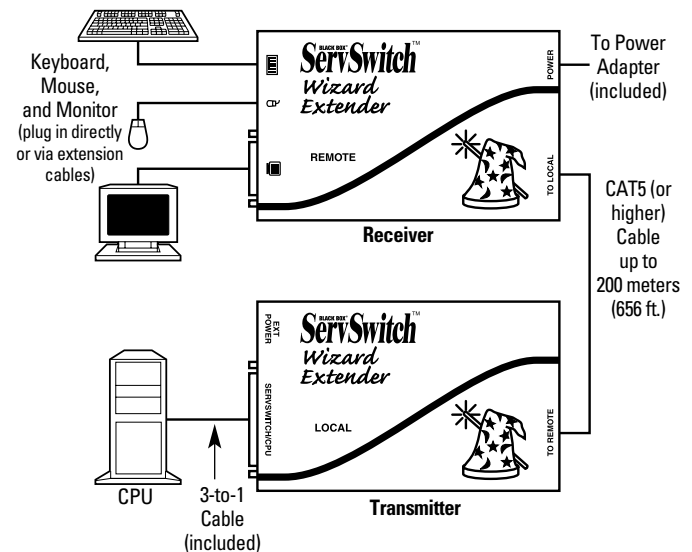 Keyboard,
Mouse,
and Monitor
(plug in directly
or via extension
cables)
BLACK BOX®
ServSwitch™
Wizard
Extender
REMOTE
POWER
TO LOCAL
To Power
Adapter
(included)
Receiver
CAT5 (or
higher)
Cable
up to
200 meters
(656 ft.)
EXT
POWER
SERVSWITCH/CPU
BLACK BOX®
ServSwitch™
Wizard
Extender
LOCAL
TO REMOTE
Transmitter
CPU
3-to-1
Cable
(included)